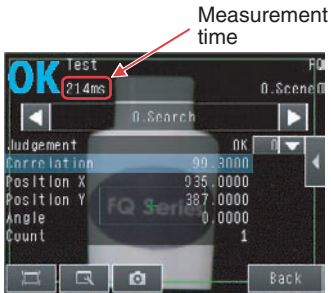 Measurement
time
Test
OK
214ms
0.Scene0
0.Search
Judgement OK 0
Correlation 99.3000
Position X 935.0000
Position Y 387.0000
FQ Series
Angle 0.0000
Count 1
Back